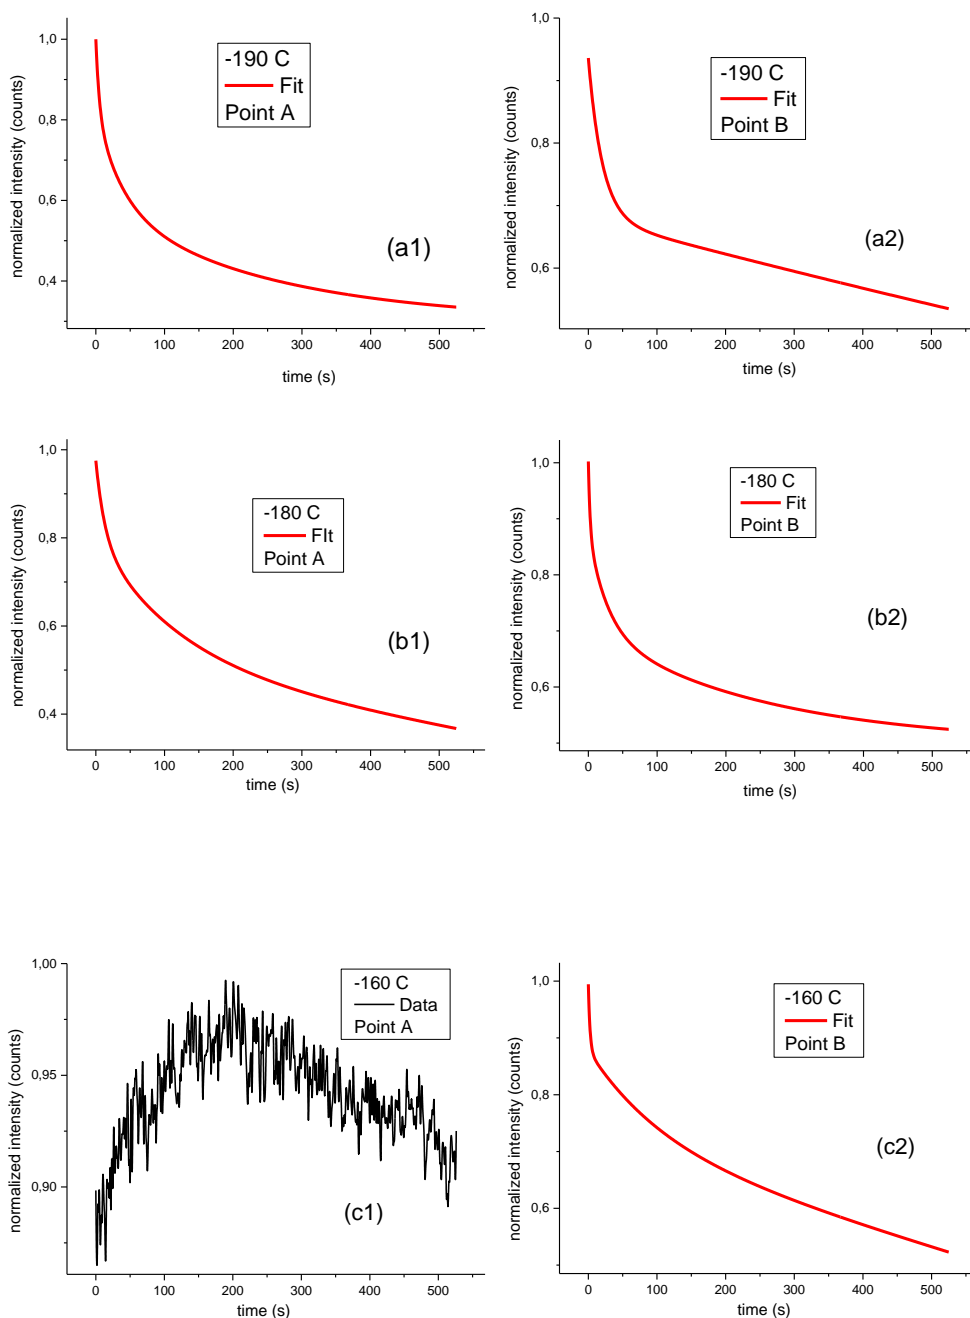 normalized intensity (counts)
1,0
0,8
0,6
0,4
-190 C
Fit
Point A
(a1)
0 100 200 300 400 500
time (s)
normalized intensity (counts)
1,0
0,8
0,6
-190 C
Fit
Point B
(a2)
0 100 200 300 400 500
time (s)
normalized intensity (counts)
1,0
0,8
0,6
0,4
-180 C
FIt
Point A
(b1)
0 100 200 300 400 500
time (s)
normalized intensity (counts)
1,0
0,8
0,6
-180 C
Fit
Point B
(b2)
0 100 200 300 400 500
time (s)
normalized intensity (counts)
1,00
0,95
0,90
-160 C
Data
Point A
(c1)
0 100 200 300 400 500
time (s)
normalized intensity (counts)
1,0
0,8
0,6
-160 C
Fit
Point B
(c2)
0 100 200 300 400 500
time (s)